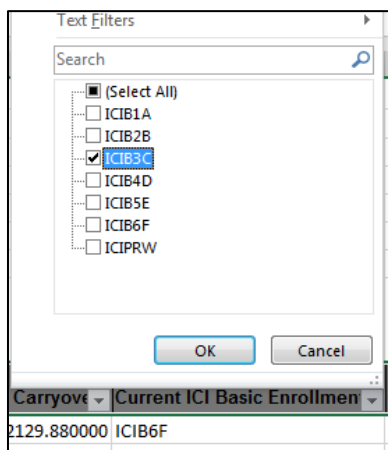 Text Filters
Search
(Select All)
ICIB1A
ICIB2B
ICIB3C
ICIB4D
ICIB5E
ICIB6F
ICIPRW
OK Cancel
Carryove Current ICI Basic Enrollmen
2129.880000 ICIB6F